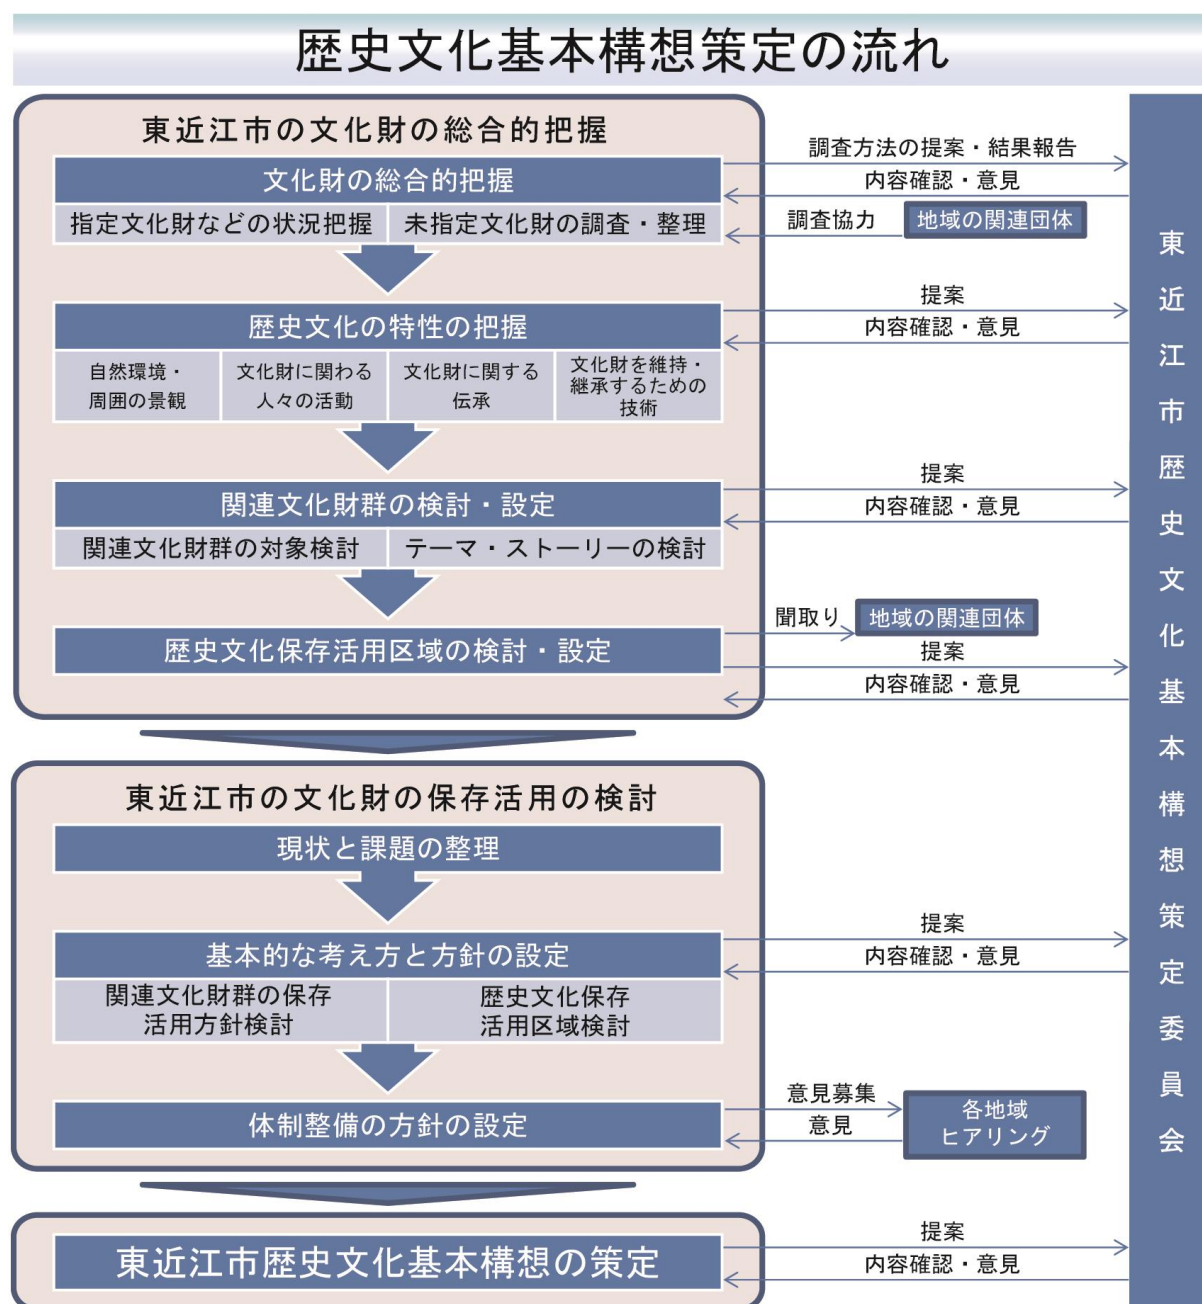 歴史文化基本構想策定の流れ
東近江市の文化財の総合的把握
文化財の総合的把握
指定文化財などの状況把握
未指定文化財の調査・整理
調査方法の提案・結果報告
内容確認・意見
調査協力
地域の関連団体
歴史文化の特性の把握
自然環境・
周囲の景観
文化財に関わる
人々の活動
文化財に関する
伝承
文化財を維持・
継承するための
技術
提案
内容確認・意見
関連文化財群の検討・設定
関連文化財群の対象検討
テーマ・ストーリーの検討
提案
内容確認・意見
歴史文化保存活用区域の検討・設定
聞取り
地域の関連団体
提案
内容確認・意見
東近江市の文化財の保存活用の検討
現状と課題の整理
基本的な考え方と方針の設定
関連文化財群の保存
活用方針検討
歴史文化保存
活用区域検討
提案
内容確認・意見
体制整備の方針の設定
意見募集
意見
各地域
ヒアリング
東近江市歴史文化基本構想の策定
提案
内容確認・意見
東近江市歴史文化基本構想策定委員会